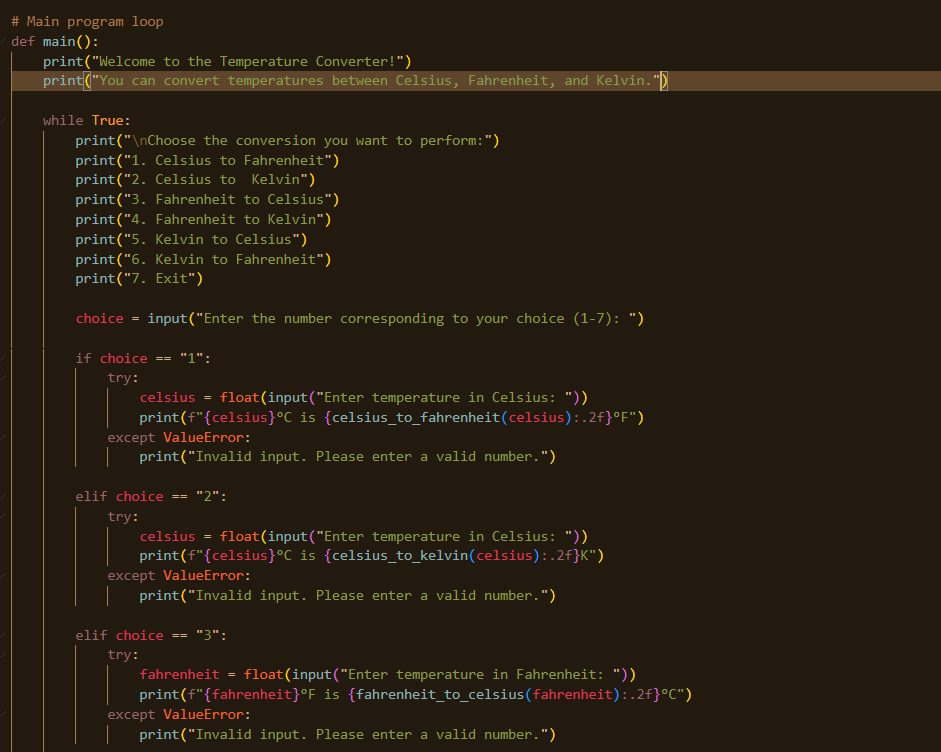 # Main program loop
def main():
    print("Welcome to the Temperature Converter!")
    print("You can convert temperatures between Celsius, Fahrenheit, and Kelvin.")
    while True:
        print("\nChoose the conversion you want to perform:")
        print("1. Celsius to Fahrenheit")
        print("2. Celsius to  Kelvin")
        print("3. Fahrenheit to Celsius")
        print("4. Fahrenheit to Kelvin")
        print("5. Kelvin to Celsius")
        print("6. Kelvin to Fahrenheit")
        print("7. Exit")
        choice = input("Enter the number corresponding to your choice (1-7): ")
        if choice == "1":
            try:
                celsius = float(input("Enter temperature in Celsius: "))
                print(f"{celsius}°C is {celsius_to_fahrenheit(celsius):.2f}°F")
            except ValueError:
                print("Invalid input. Please enter a valid number.")
        elif choice == "2":
            try:
                celsius = float(input("Enter temperature in Celsius: "))
                print(f"{celsius}°C is {celsius_to_kelvin(celsius):.2f}K")
            except ValueError:
                print("Invalid input. Please enter a valid number.")
        elif choice == "3":
            try:
                fahrenheit = float(input("Enter temperature in Fahrenheit: "))
                print(f"{fahrenheit}°F is {fahrenheit_to_celsius(fahrenheit):.2f}°C")
            except ValueError:
                print("Invalid input. Please enter a valid number.")